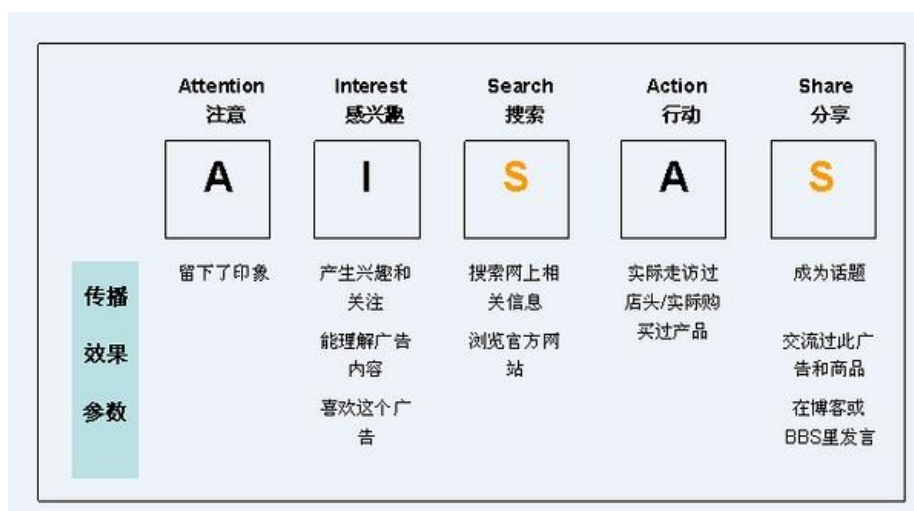 Attention
注意
Interest
感兴趣
Search
搜索
Action
行动
Share
分享
A
I
S
A
S
传播
效果
参数
留下了印象
产生兴趣和
关注
能理解广告
内容
喜欢这个广
告
搜索网上相
关信息
浏览官方网
站
实际走访过
店头/实际购
买过产品
成为话题
交流过此广
告和商品
在博客或
BBS里发言